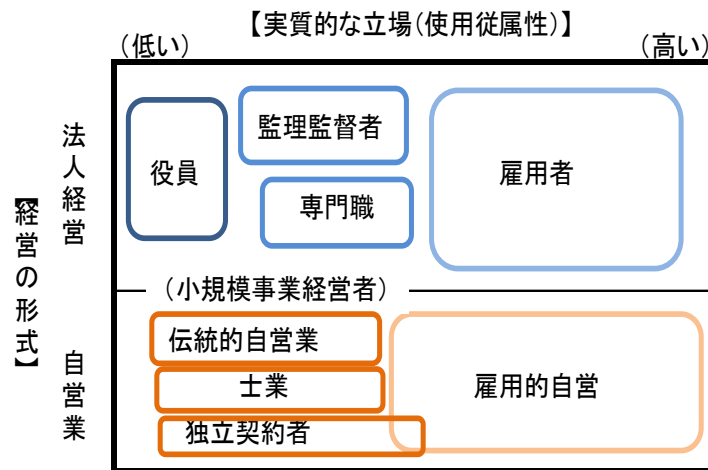 【実質的な立場(使用従属性)】
(低い)
(高い)
【経営の形式】
法人経営
役員
監理監督者
専門職
雇用者
(小規模事業経営者)
自営業
伝統的自営業
士業
独立契約者
雇用的自営